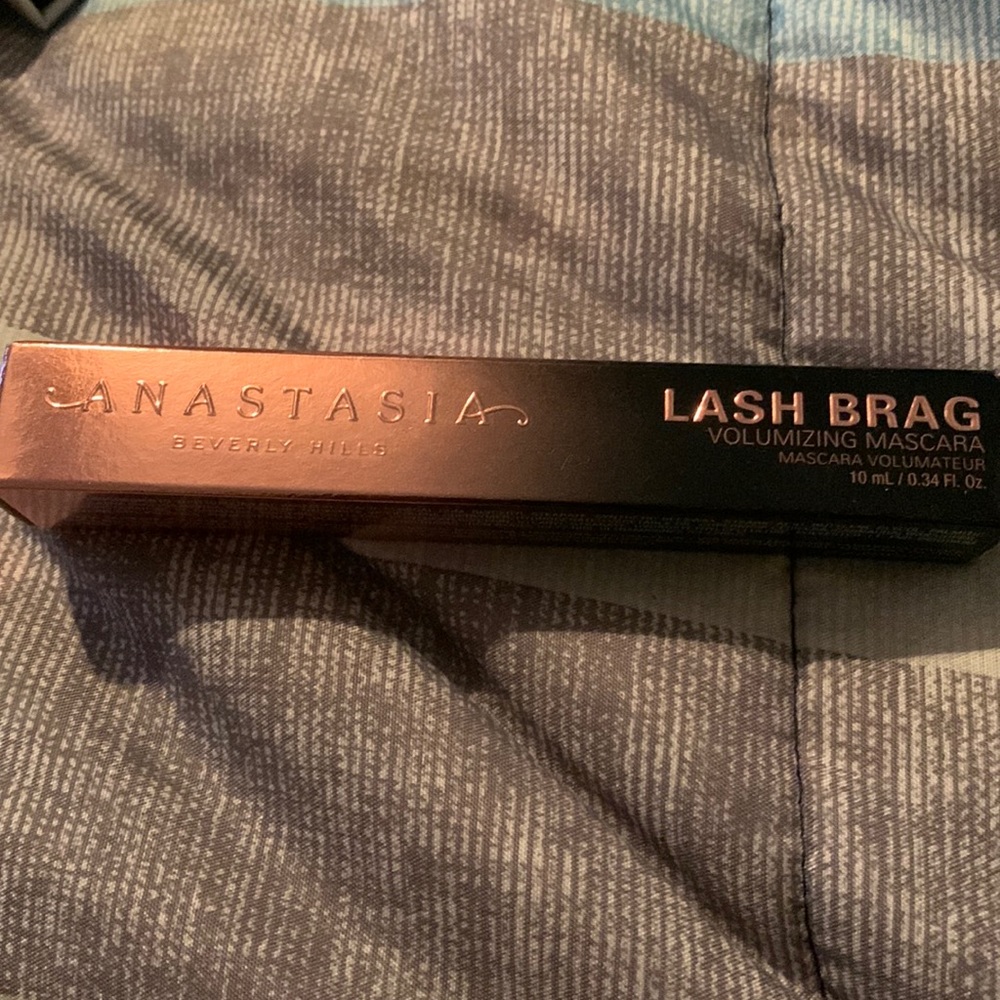 ANASTASIA
BEVERLY HILLS
LASH BRAG
VOLUMIZING MASCARA
MASCARA VOLUMATEUR
10 mL / 0.34 Fl. Oz.